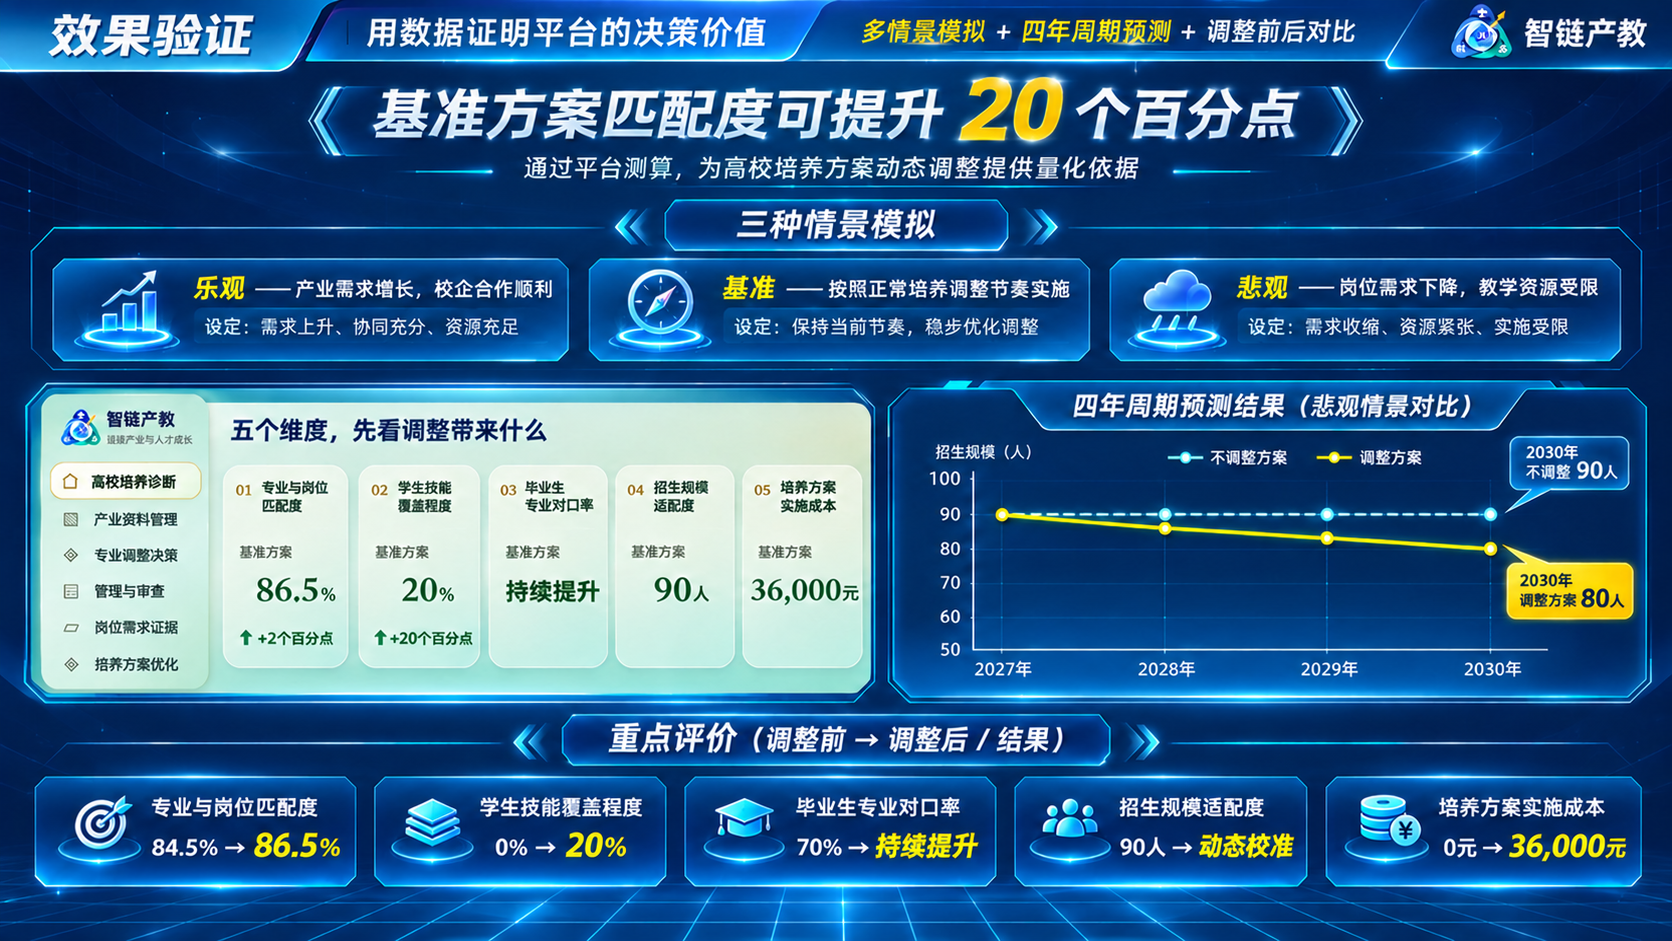 效果验证
用数据证明平台的决策价值
多情景模拟 + 四年周期预测 + 调整前后对比
智链产教
基准方案匹配度可提升 20 个百分点
通过平台测算，为高校培养方案动态调整提供量化依据
三种情景模拟
乐观 —— 产业需求增长，校企合作顺利
设定：需求上升、协同充分、资源充足
基准 —— 按照正常培养调整节奏实施
设定：保持当前节奏，稳步优化调整
悲观 —— 岗位需求下降，教学资源受限
设定：需求收缩、资源紧张、实施受限
智链产教
链接产业与人才成长
高校培养诊断
产业资料管理
专业调整决策
管理与审查
岗位需求证据
培养方案优化
五个维度，先看调整带来什么
01 专业与岗位
匹配度
基准方案
86.5%
+2个百分点
02 学生技能
覆盖程度
基准方案
20%
+20个百分点
03 毕业生
专业对口率
基准方案
持续提升
04 招生规模
适配度
基准方案
90人
05 培养方案
实施成本
基准方案
36,000元
四年周期预测结果（悲观情景对比）
招生规模（人）
不调整方案
调整方案
100
90
80
70
60
50
2027年
2028年
2029年
2030年
2030年
不调整 90人
2030年
调整方案 80人
重点评价（调整前 → 调整后 / 结果）
专业与岗位匹配度
84.5% → 86.5%
学生技能覆盖程度
0% → 20%
毕业生专业对口率
70% → 持续提升
招生规模适配度
90人 → 动态校准
培养方案实施成本
0元 → 36,000元